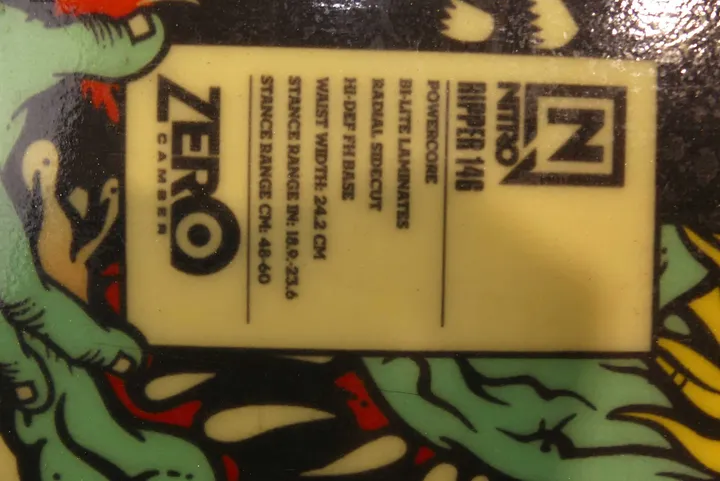 N
NITRO
RIPPER 146
POWERCORE
BI-LITE LAMINATES
RADIAL SIDECUT
HI-DEF FH BASE
WAIST WIDTH: 24.2 CM
STANCE RANGE IN: 18.9-23.6
STANCE RANGE CM: 48-60
ZERO
CAMBER